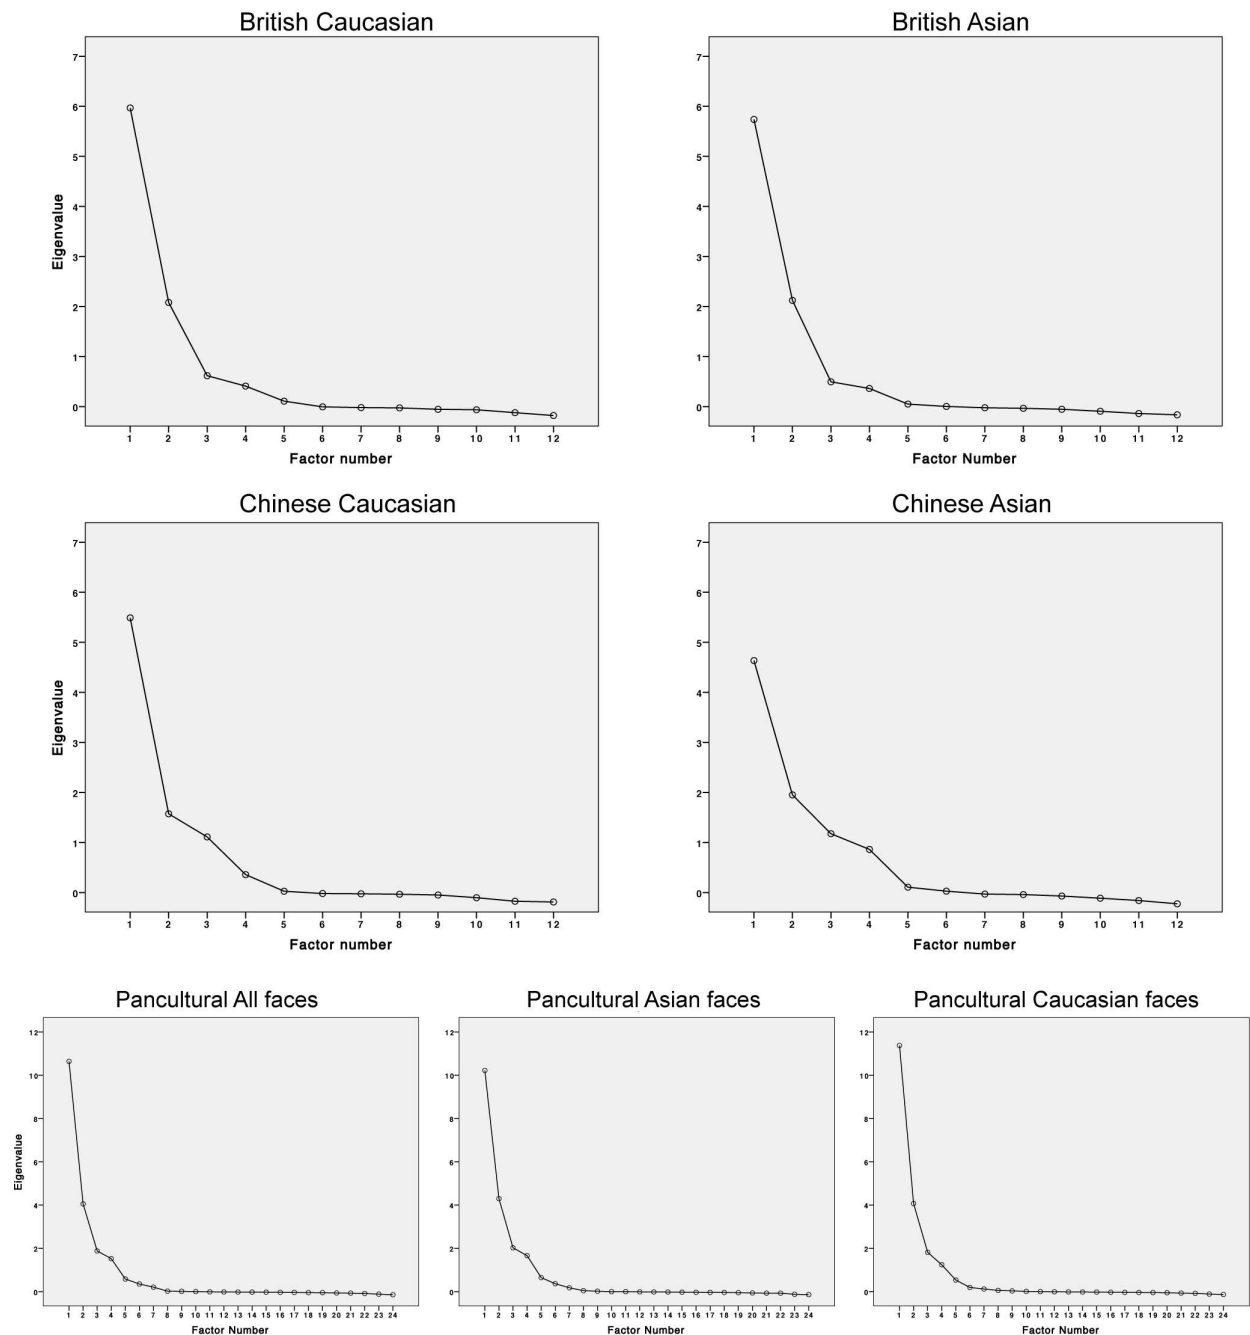 British Caucasian
British Asian
7
6
5
4
3
2
1
0
Eigenvalue
1 2 3 4 5 6 7 8 9 10 11 12
Factor number
7
6
5
4
3
2
1
0
1 2 3 4 5 6 7 8 9 10 11 12
Factor Number
Chinese Caucasian
Chinese Asian
7
6
5
4
3
2
1
0
Eigenvalue
1 2 3 4 5 6 7 8 9 10 11 12
Factor number
7
6
5
4
3
2
1
0
1 2 3 4 5 6 7 8 9 10 11 12
Factor number
Pancultural All faces
Pancultural Asian faces
Pancultural Caucasian faces
12
10
8
6
4
2
0
Eigenvalue
1 2 3 4 5 6 7 8 9 10 11 12 13 14 15 16 17 18 19 20 21 22 23 24
Factor Number
12
10
8
6
4
2
0
1 2 3 4 5 6 7 8 9 10 11 12 13 14 15 16 17 18 19 20 21 22 23 24
Factor Number
12
10
8
6
4
2
0
1 2 3 4 5 6 7 8 9 10 11 12 13 14 15 16 17 18 19 20 21 22 23 24
Factor Number